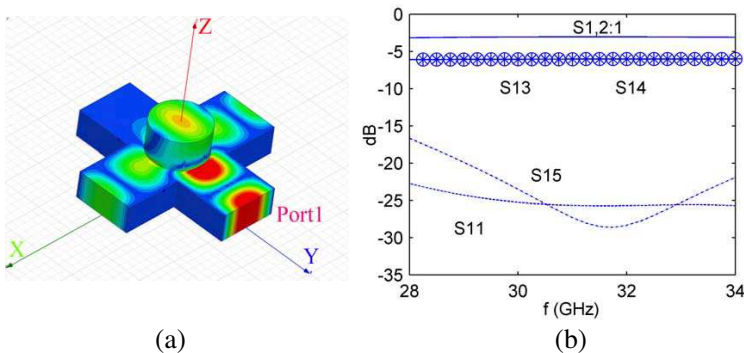 Z
Port1
X
Y
(a)
0
-5
-10
-15
-20
-25
-30
-35
dB
S1,2:1
S13
S14
S15
S11
28
30
32
34
f (GHz)
(b)